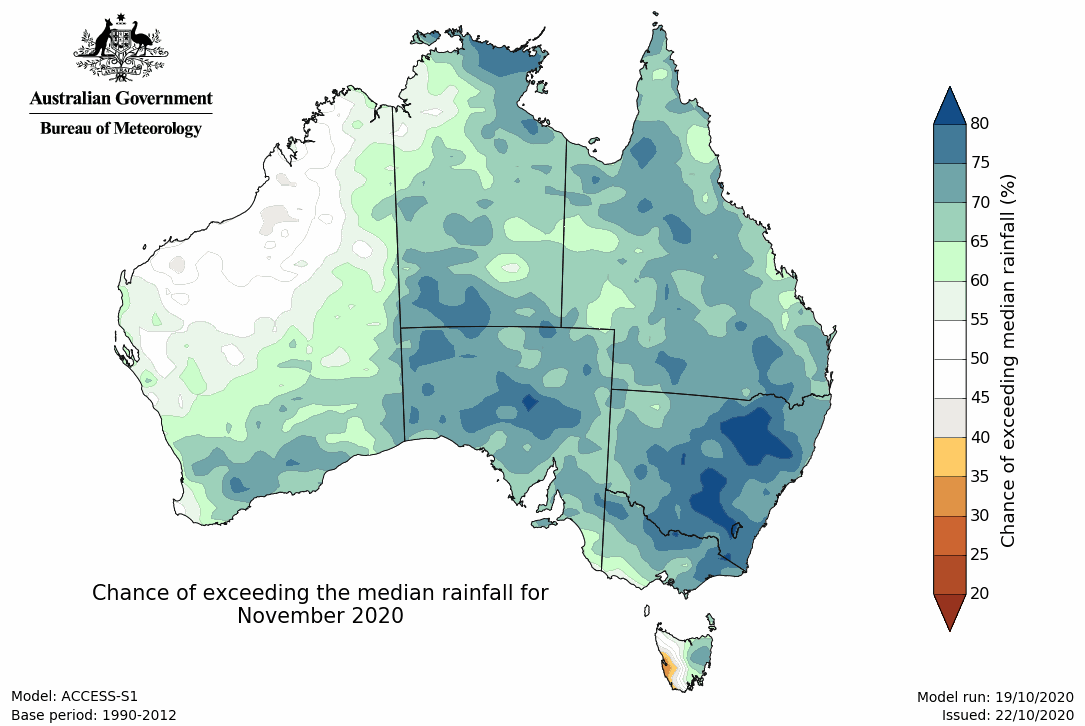 AUSTRALIA
Australian Government
Bureau of Meteorology
80
75
70
65
60
55
50
45
40
35
30
25
20
Chance of exceeding median rainfall (%)
Chance of exceeding the median rainfall for
November 2020
Model: ACCESS-S1
Base period: 1990-2012
Model run: 19/10/2020
Issued: 22/10/2020